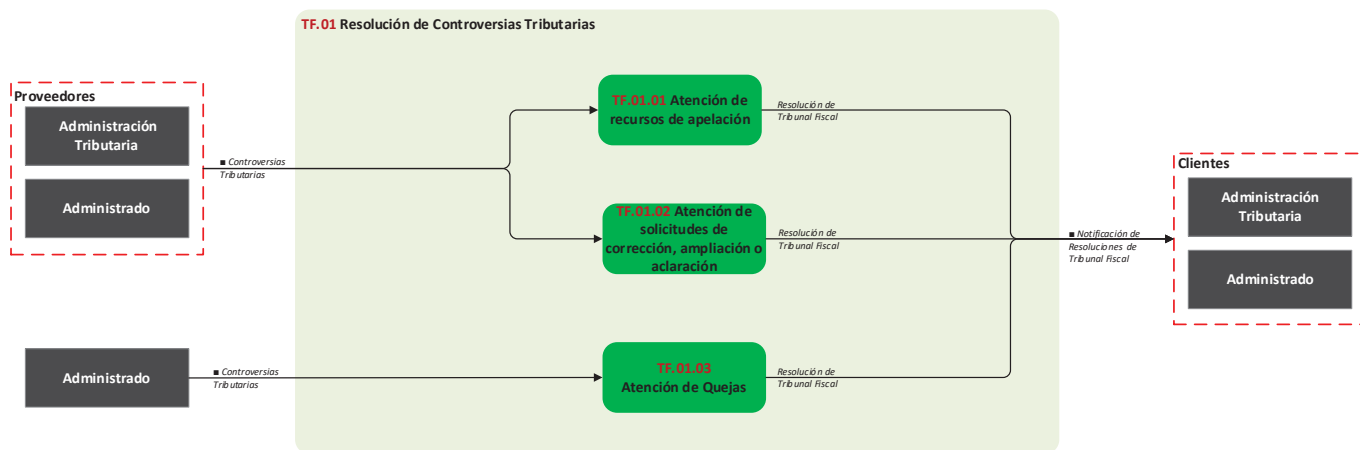 TF.01 Resolución de Controversias Tributarias
Proveedores
Administración
Tributaria
Administrado
■ Controversias
Tributarias
TF.01.01 Atención de
recursos de apelación
Resolución de
Tribunal Fiscal
TF.01.02 Atención de
solicitudes de
corrección, ampliación o
aclaración
Resolución de
Tribunal Fiscal
■ Notificación de
Resoluciones de
Tribunal Fiscal
Clientes
Administración
Tributaria
Administrado
Administrado
■ Controversias
Tributarias
TF.01.03
Atención de Quejas
Resolución de
Tribunal Fiscal